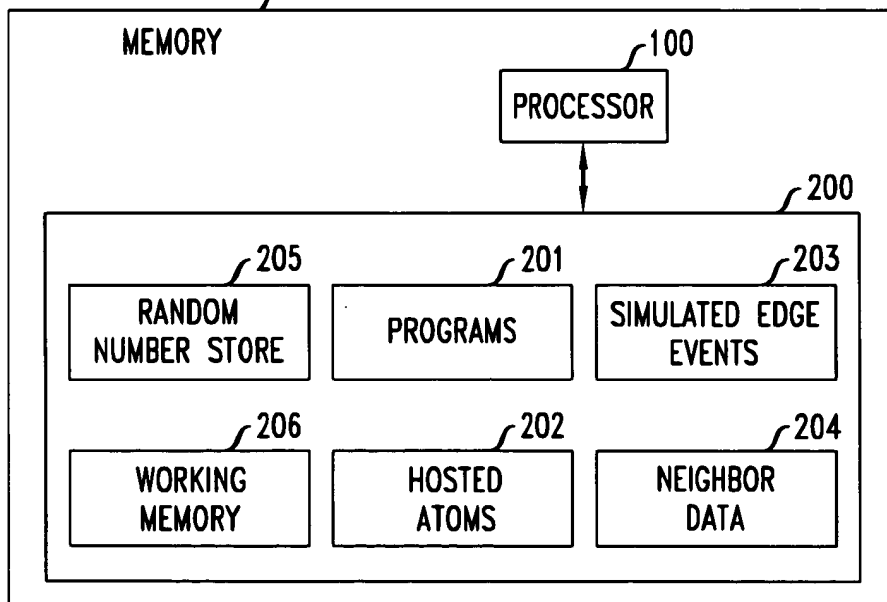 MEMORY
100
PROCESSOR
200
205
201
203
RANDOM
NUMBER STORE
PROGRAMS
SIMULATED EDGE
EVENTS
206
202
204
WORKING
MEMORY
HOSTED
ATOMS
NEIGHBOR
DATA